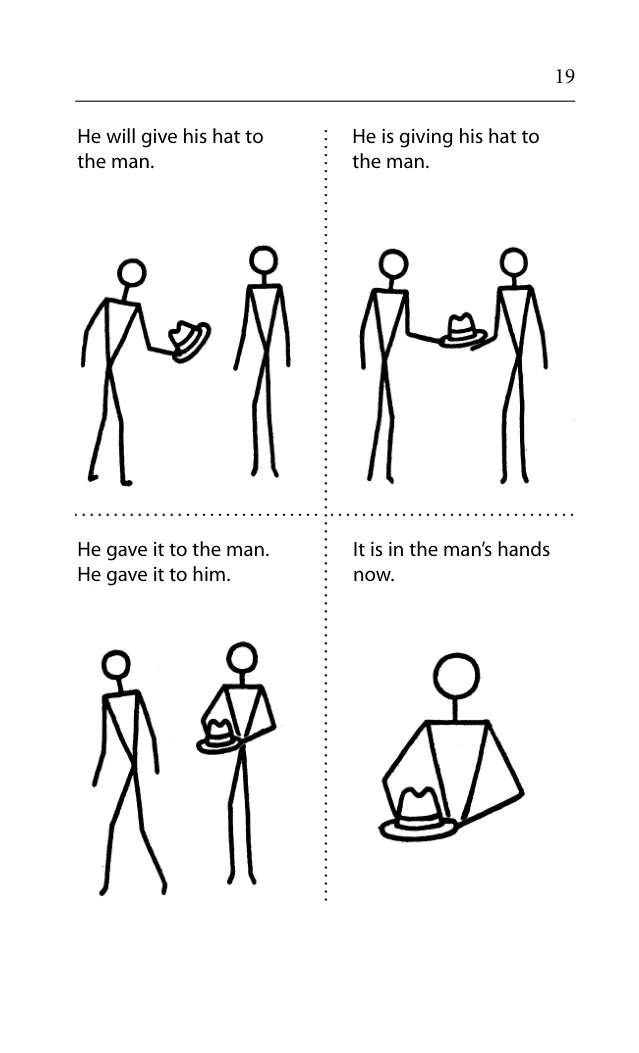 19
He will give his hat to
the man.
He is giving his hat to
the man.
He gave it to the man.
He gave it to him.
It is in the man’s hands
now.